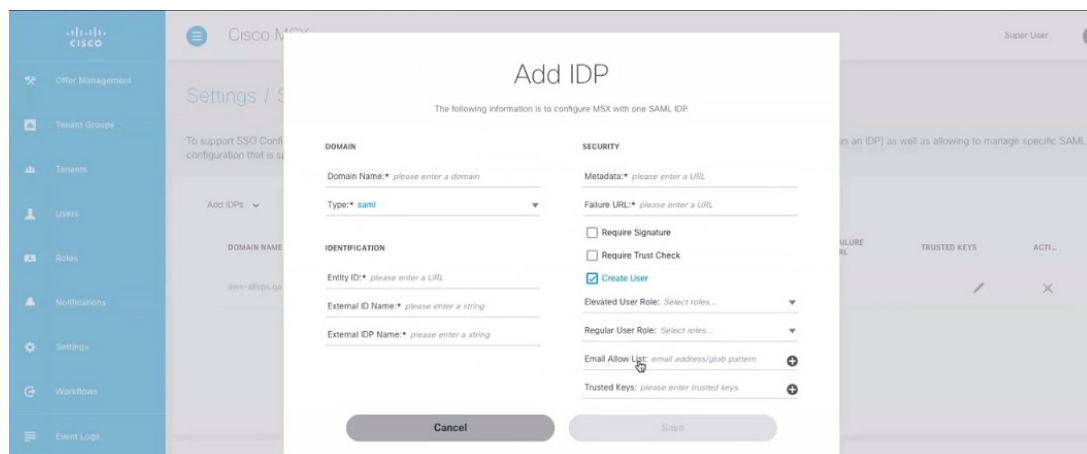 CISCO
Cisco M
Super User
Offer Management
Tenant Groups
Tenants
Users
Roles
Notifications
Settings
Workflows
Event Logs
Settings / S
To support SSO Confi
as an IDP) as well as allowing to manage specific SAML
configuration that is s
Add IDPs
DOMAIN NAME
TRUSTED KEYS
ACTI...
Add IDP
The following information is to configure MSX with one SAML IDP.
DOMAIN
Domain Name:* please enter a domain
Type:* saml
IDENTIFICATION
Entity ID:* please enter a URL
External ID Name:* please enter a string
External IDP Name:* please enter a string
SECURITY
Metadata:* please enter a URL
Failure URL:* please enter a URL
Require Signature
Require Trust Check
Create User
Elevated User Role: Select roles...
Regular User Role: Select roles...
Email Allow List: email address/glob pattern
Trusted Keys: please enter trusted keys
Cancel
Save